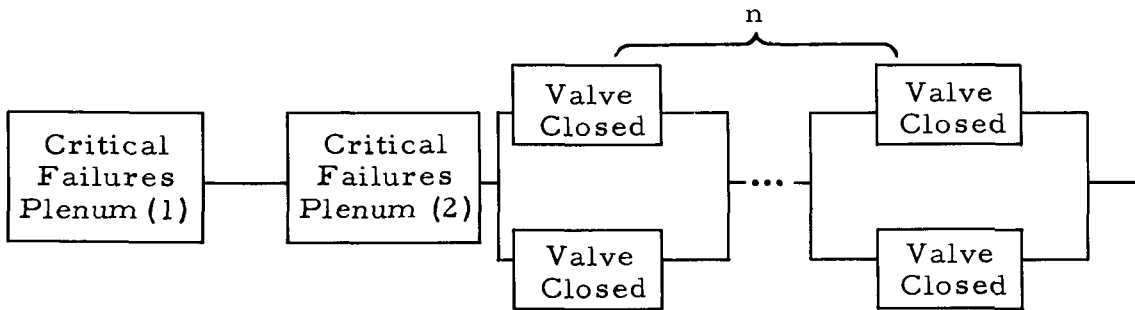 n
Critical
Failures
Plenum (1)
Critical
Failures
Plenum (2)
Valve
Closed
Valve
Closed
...
Valve
Closed
Valve
Closed